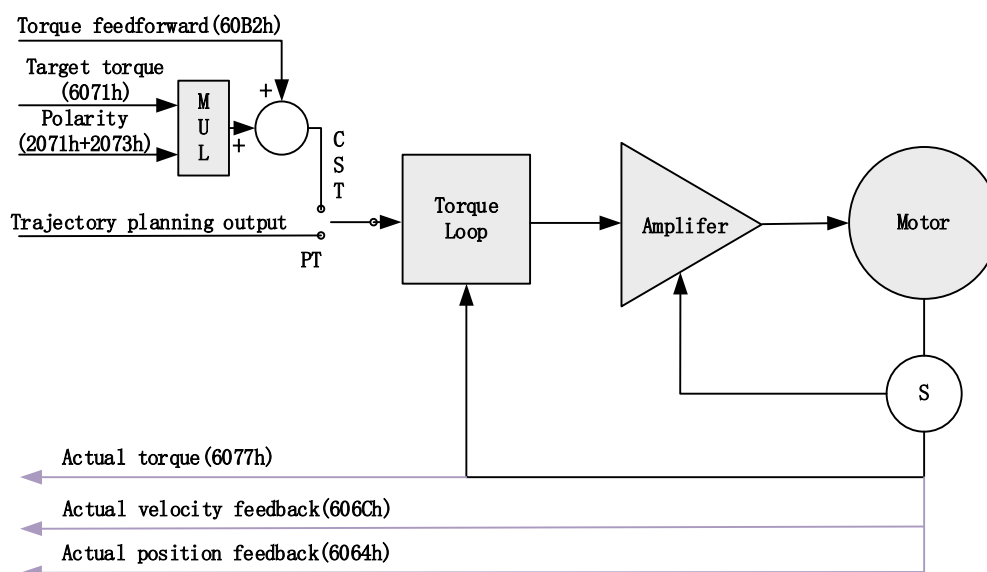 Torque feedforward(60B2h)
Target torque
(6071h)
Polarity
(2071h+2073h)
M
U
L
+
+
C
S
T
Trajectory planning output
PT
Torque
Loop
Amplifer
Motor
S
Actual torque(6077h)
Actual velocity feedback(606Ch)
Actual position feedback(6064h)